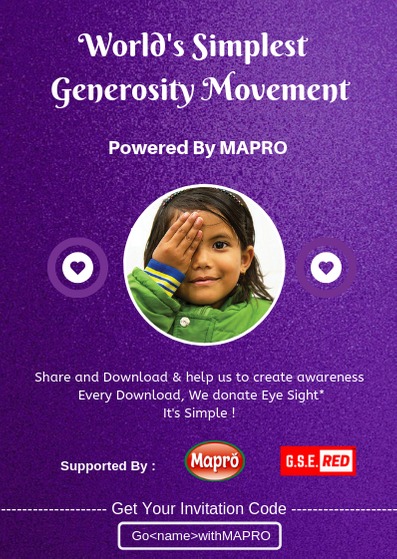 World's Simplest
Generosity Movement
Powered By MAPRO
Share and Download & help us to create awareness
Every Download, We donate Eye Sight*
It's Simple !
Supported By :
Mapro
G.S.E. RED
Get Your Invitation Code
Go<name>withMAPRO